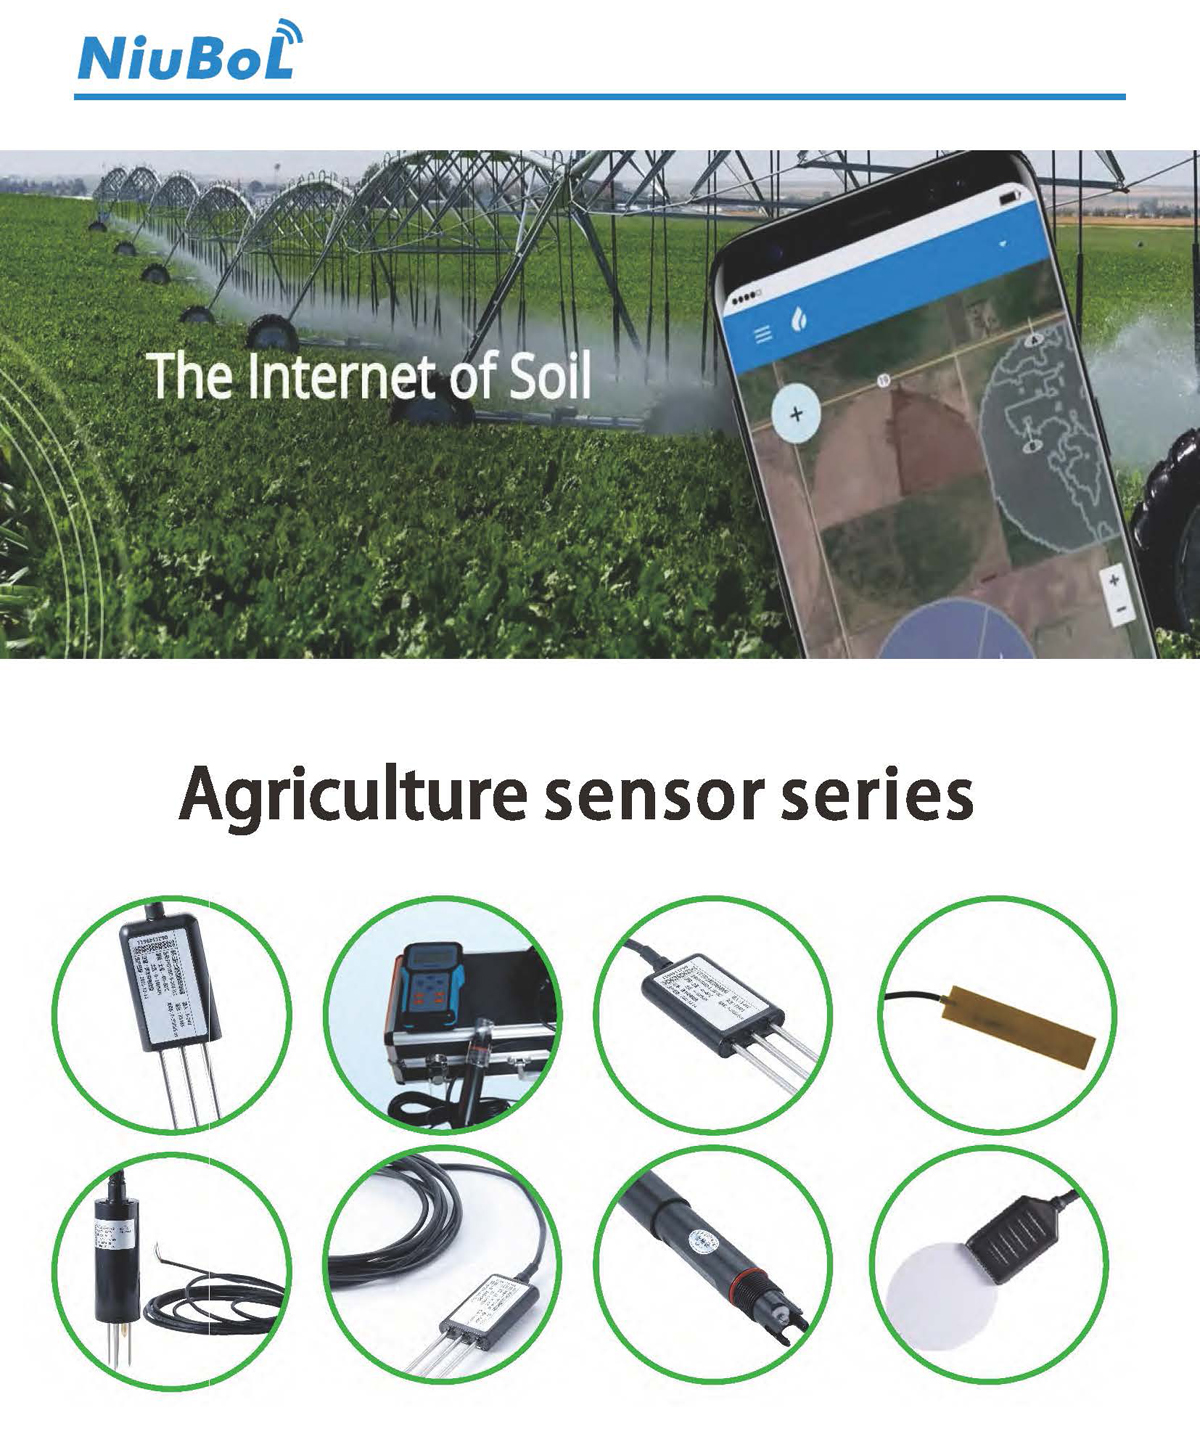 NiuBoL
The Internet of Soil
Agriculture sensor series